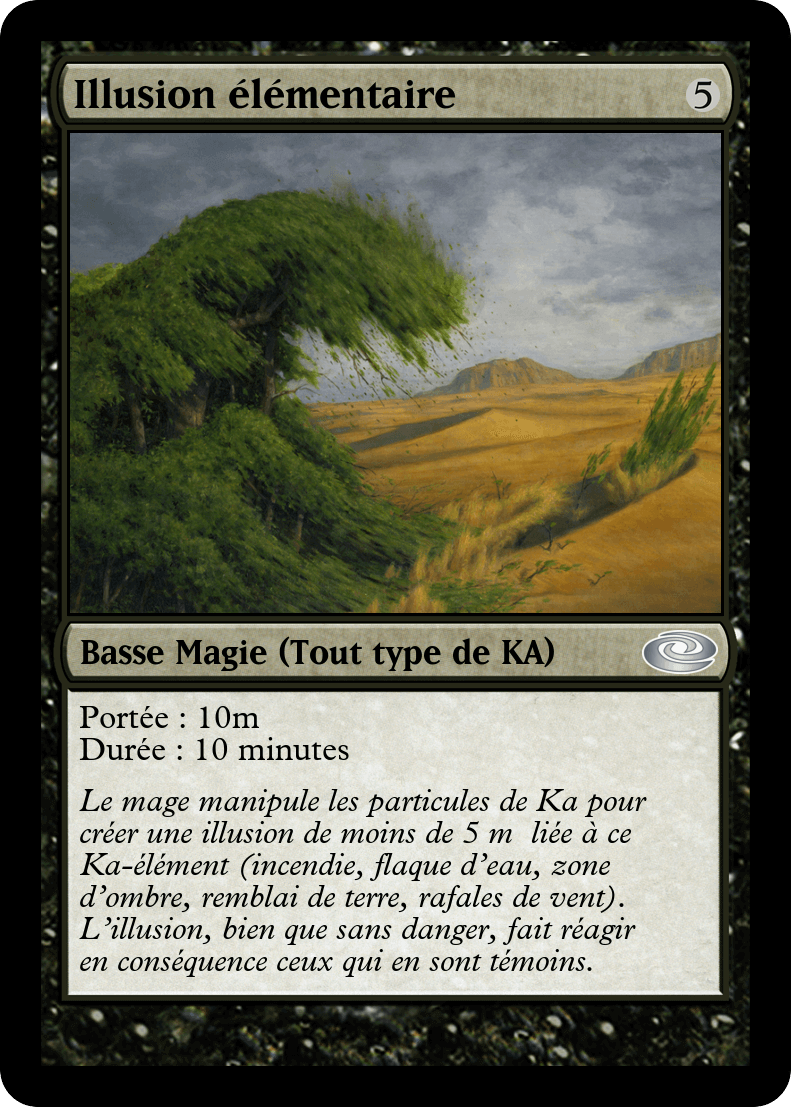 Illusion élémentaire
5
Basse Magie (Tout type de KA)
Portée : 10m
Durée : 10 minutes
Le mage manipule les particules de Ka pour
créer une illusion de moins de 5 m  liée à ce
Ka-élément (incendie, flaque d'eau, zone
d'ombre, remblai de terre, rafales de vent).
L'illusion, bien que sans danger, fait réagir
en conséquence ceux qui en sont témoins.